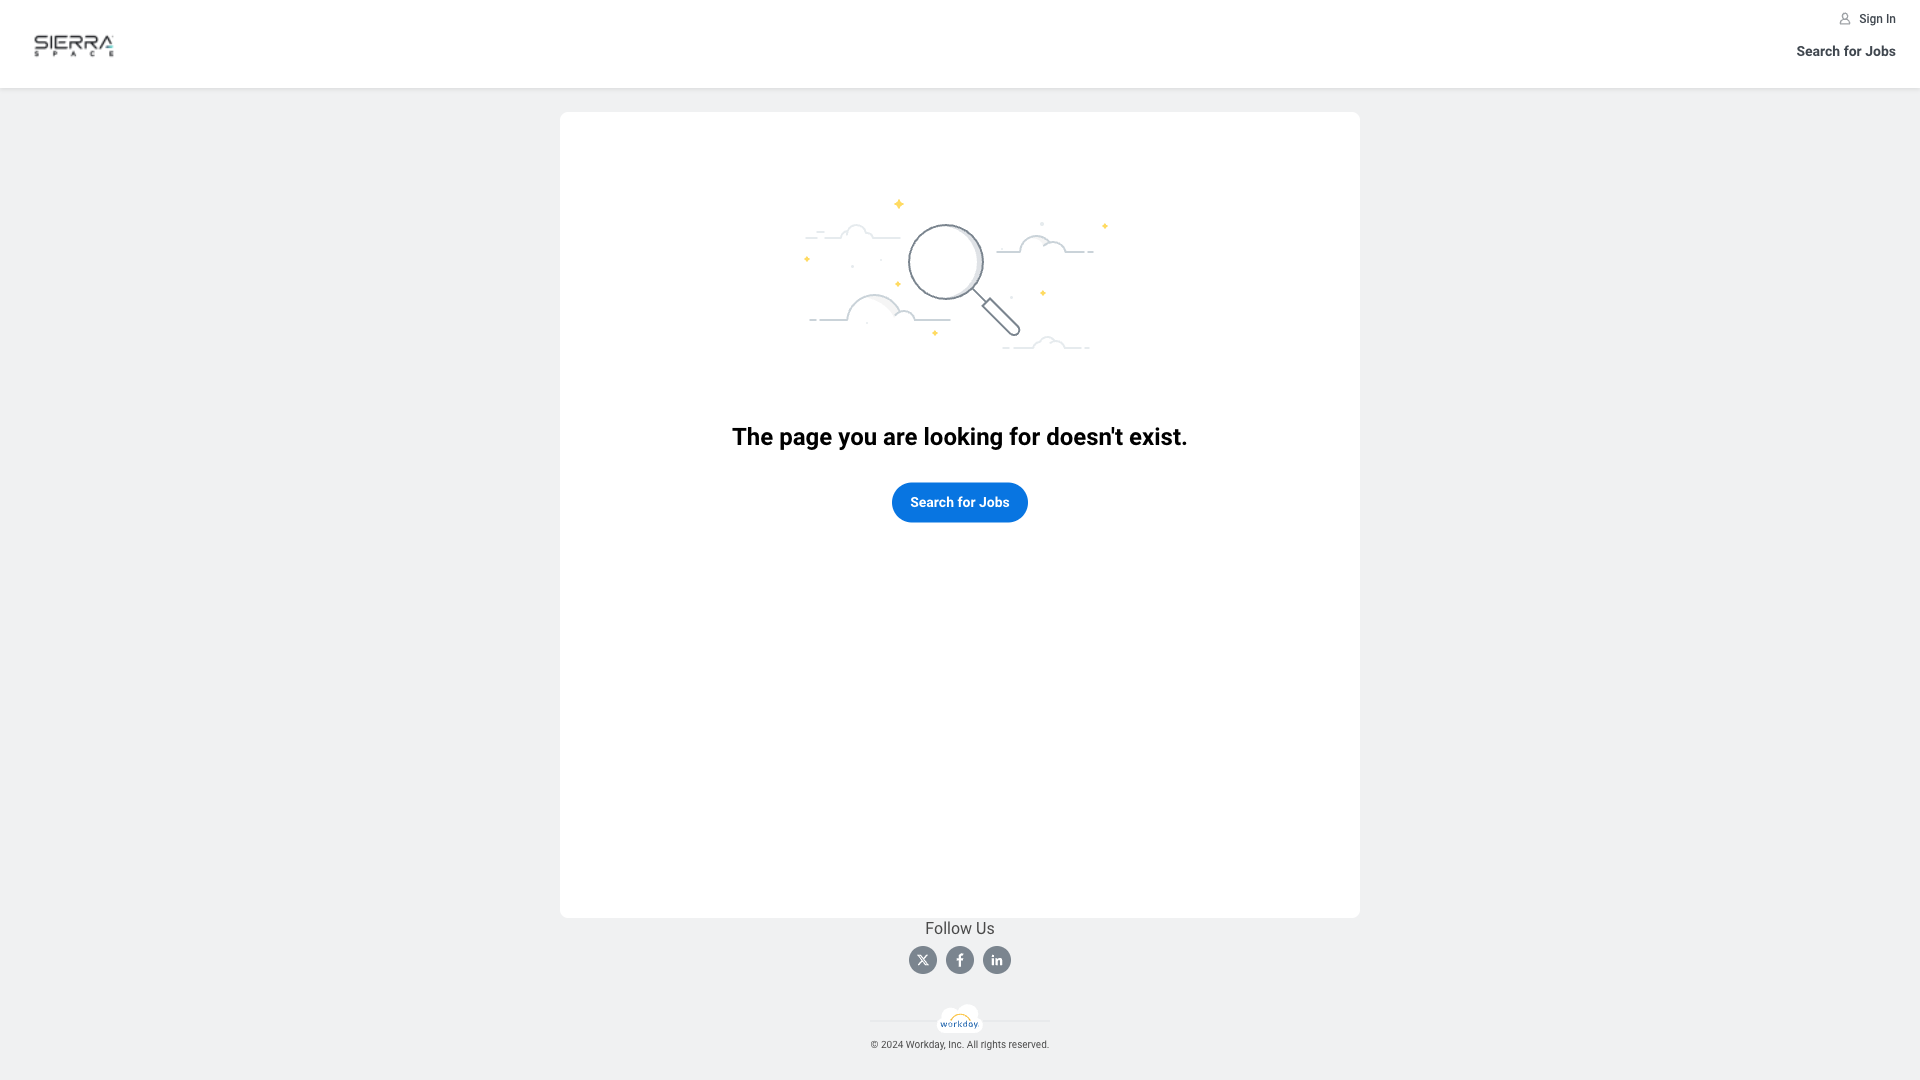 Sign In
SIERRA
SPACE
Search for Jobs
The page you are looking for doesn't exist.
Search for Jobs
Follow Us
workday.
© 2024 Workday, Inc. All rights reserved.